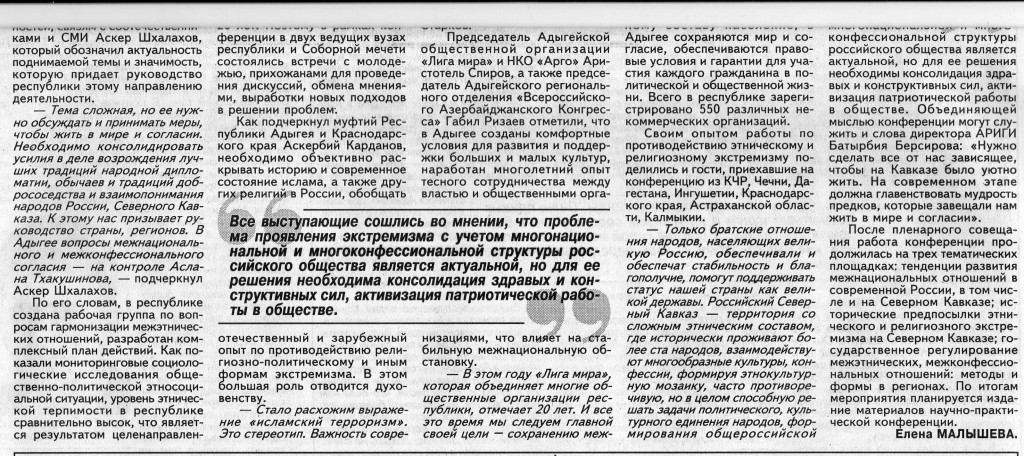 ками и СМИ Аскер Шхалахов,
который обозначил актуальность
поднимаемой темы и значимость,
которую придает руководство
республики этому направлению
деятельности.
— Тема сложная, но ее нуж-
но обсуждать и принимать меры,
чтобы жить в мире и согласии.
Необходимо консолидировать
усилия в деле возрождения луч-
ших традиций народной дипло-
матии, обычаев и традиций доб-
рососедства и взаимопонимания
народов России, Северного Кав-
каза. К этому нас призывает ру-
ководство страны, регионов. В
Адыгее вопросы межнационального
и межконфессионального
согласия — на контроле Асла-
на Тхакушинова, — подчеркнул
Аскер Шхалахов.
По его словам, в республике
создана рабочая группа по во-
просам гармонизации межэтничес-
ких отношений, разработан ком-
плексный план действий. Как по-
казали мониторинговые социоло-
гические исследования обще-
ственно-политической этносоци-
альной ситуации, уровень этничес-
кой терпимости в республике
сравнительно высок, что являет-
ся результатом целенаправлен-
ференции в двух ведущих вузах
республики и Соборной мечети
состоялись встречи с молоде-
жью, прихожанами для проведе-
ния дискуссий, обмена мнения-
ми, выработки новых подходов
в решении проблем.
Как подчеркнул муфтий Рес-
публики Адыгея и Краснодарс-
кого края Аскербий Карданов,
необходимо объективно рас-
крывать историю и современное
состояние ислама, а также дру-
гих религий в России, обобщать
Все выступающие сошлись во мнении, что пробле-
ма проявления экстремизма с учетом многонацио-
нальной и многоконфессиональной структуры рос-
сийского общества является актуальной, но для ее
решения необходима консолидация здравых и кон-
структивных сил, активизация патриотической рабо-
ты в обществе.
отечественный и зарубежный
опыт по противодействию рели-
гиозно-политическому и иным
формам экстремизма. В этом
большая роль отводится духо-
венству.
— Стало расхожим выраже-
ние «исламский терроризм».
Это стереотип. Важность совре-
Председатель Адыгейской
общественной организации
«Лига мира» и НКО «Арго» Ари-
стотель Спиров, а также предсе-
датель Адыгейского регионально-
го отделения «Всероссийско-
го Азербайджанского Конгрес-
са» Габил Ризаев отметили, что
в Адыгее созданы комфортные
условия для развития и поддерж-
ки больших и малых культур,
наработан многолетний опыт
тесного сотрудничества между
властью и общественными орга-
низациями, что влияет на ста-
бильную межнациональную об-
становку.
— В этом году «Лига мира»,
которая объединяет многие об-
щественные организации рес-
публики, отмечает 20 лет. И все
это время мы следуем главной
своей цели — сохранению меж-
Адыгее сохраняются мир и со-
гласие, обеспечиваются право-
вые условия и гарантии для уча-
стия каждого гражданина в по-
литической и общественной жиз-
ни. Всего в республике зареги-
стрировано 550 различных не-
коммерческих организаций.
Своим опытом работы по
противодействию этническому и
религиозному экстремизму по-
делились и гости, приехавшие на
конференцию из КЧР, Чечни, Да-
гестана, Ингушетии, Краснодарс-
кого края, Астраханской облас-
ти, Калмыкии.
— Только братские отноше-
ния народов, населяющих вели-
кую Россию, обеспечивали и
обеспечат стабильность и бла-
гополучие, помогут поддерживать
статус нашей страны как вели-
кой державы. Российский Север-
ный Кавказ — территория со
сложным этническим составом,
где исторически проживают бо-
лее ста народов, взаимодейству-
ют многообразные культуры, кон-
фессии, формируя этнокультур-
ную мозаику, часто противоречи-
вую, но в целом способную ре-
шать задачи политического, куль-
турного единения народов, фор-
мирования общероссийской
конфессиональной структуры
российского общества является
актуальной, но для ее решения
необходимы консолидация здра-
вых и конструктивных сил, акти-
визация патриотической работы
в обществе. Объединяющей
мыслью конференции могут слу-
жить и слова директора АРИГИ
Батырбия Берсирова: «Нужно
сделать все от нас зависящее,
чтобы на Кавказе было уютно
жить. На современном этапе
должна главенствовать мудрость
предков, которые завещали нам
жить в мире и согласии».
После пленарного совеща-
ния работа конференции про-
должилась на трех тематических
площадках: тенденции развития
межнациональных отношений в
современной России, в том чис-
ле и на Северном Кавказе; ис-
торические предпосылки этни-
ческого и религиозного экстре-
мизма на Северном Кавказе; го-
сударственное регулирование
межэтнических, межконфессио-
нальных отношений: методы и
формы в регионах. По итогам
мероприятия планируется изда-
ние материалов научно-практи-
ческой конференции.
Елена МАЛЫШЕВА.